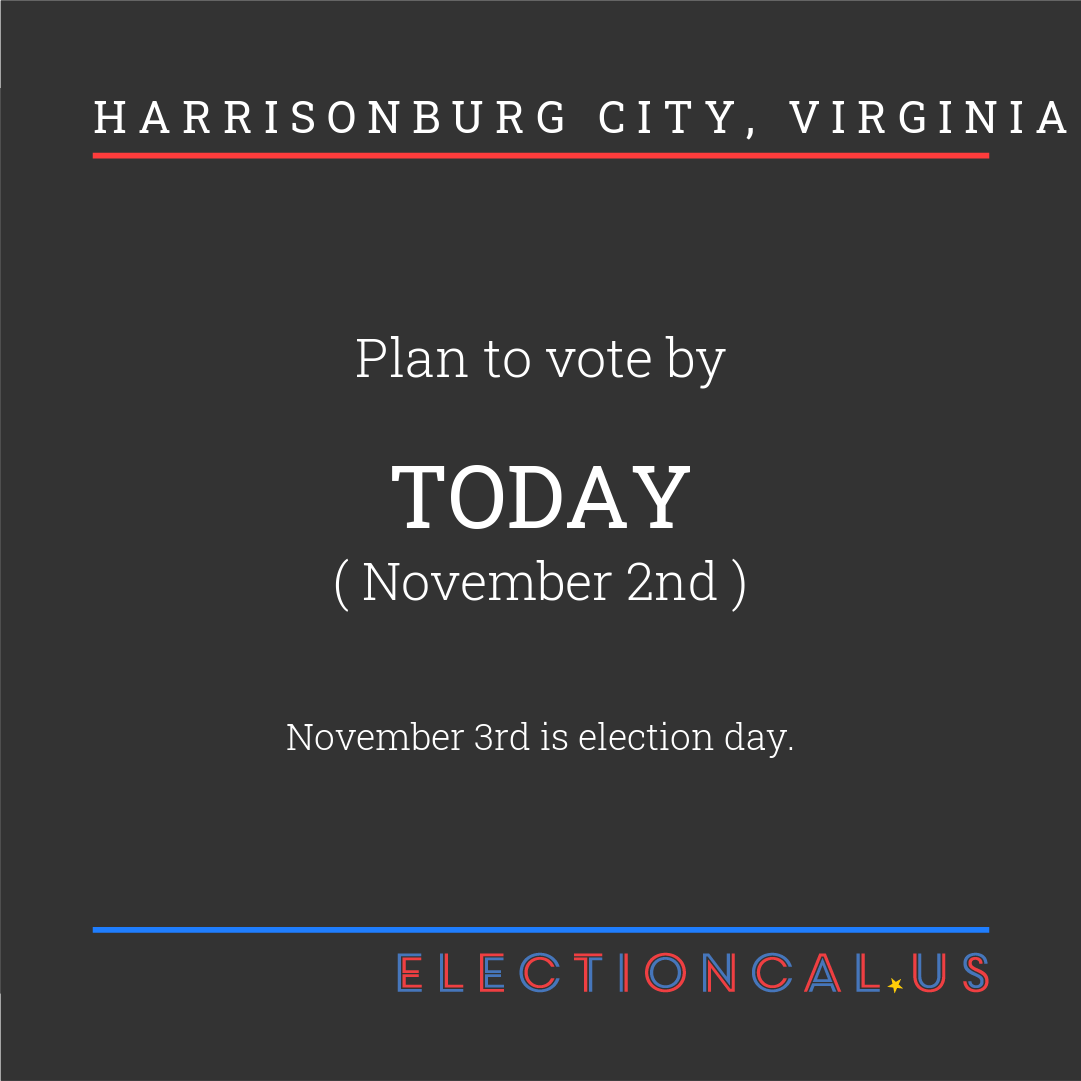 HARRISONBURG CITY, VIRGINIA
Plan to vote by
TODAY
( November 2nd )
November 3rd is election day.
ELECTIONCAL.US